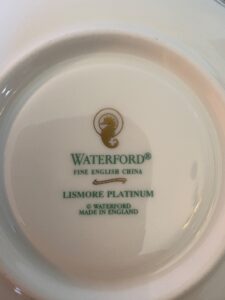 WATERFORD®
FINE ENGLISH CHINA
LISMORE PLATINUM
© WATERFORD
MADE IN ENGLAND